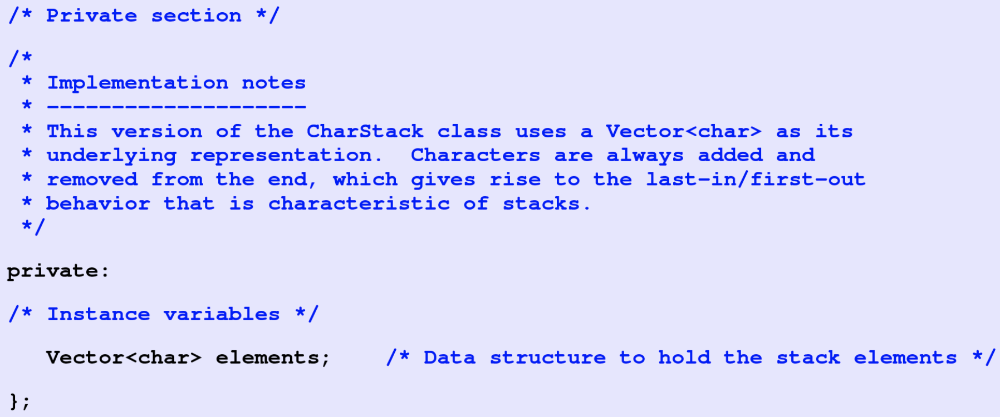 /* Private section */
/*
 * Implementation notes
 * --------------------
 * This version of the CharStack class uses a Vector<char> as its
 * underlying representation.  Characters are always added and
 * removed from the end, which gives rise to the last-in/first-out
 * behavior that is characteristic of stacks.
 */
private:
/* Instance variables */
   Vector<char> elements;    /* Data structure to hold the stack elements */
};